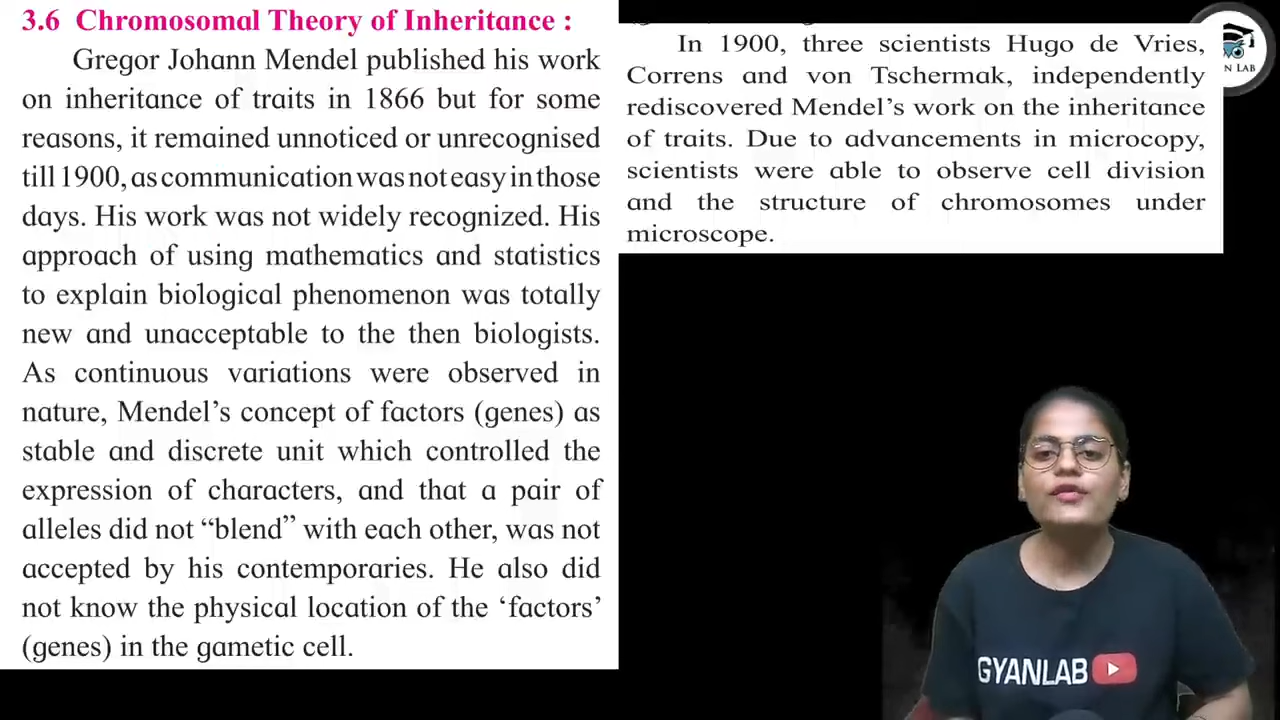 3.6 Chromosomal Theory of Inheritance :
Gregor Johann Mendel published his work
on inheritance of traits in 1866 but for some
reasons, it remained unnoticed or unrecognised
till 1900, as communication was not easy in those
days. His work was not widely recognized. His
approach of using mathematics and statistics
to explain biological phenomenon was totally
new and unacceptable to the then biologists.
As continuous variations were observed in
nature, Mendel's concept of factors (genes) as
stable and discrete unit which controlled the
expression of characters, and that a pair of
alleles did not “blend” with each other, was not
accepted by his contemporaries. He also did
not know the physical location of the ‘factors’
(genes) in the gametic cell.
In 1900, three scientists Hugo de Vries,
Correns and von Tschermak, independently
rediscovered Mendel's work on the inheritance
of traits. Due to advancements in microcopy,
scientists were able to observe cell division
and the structure of chromosomes under
microscope.
LAB
GYANLAB